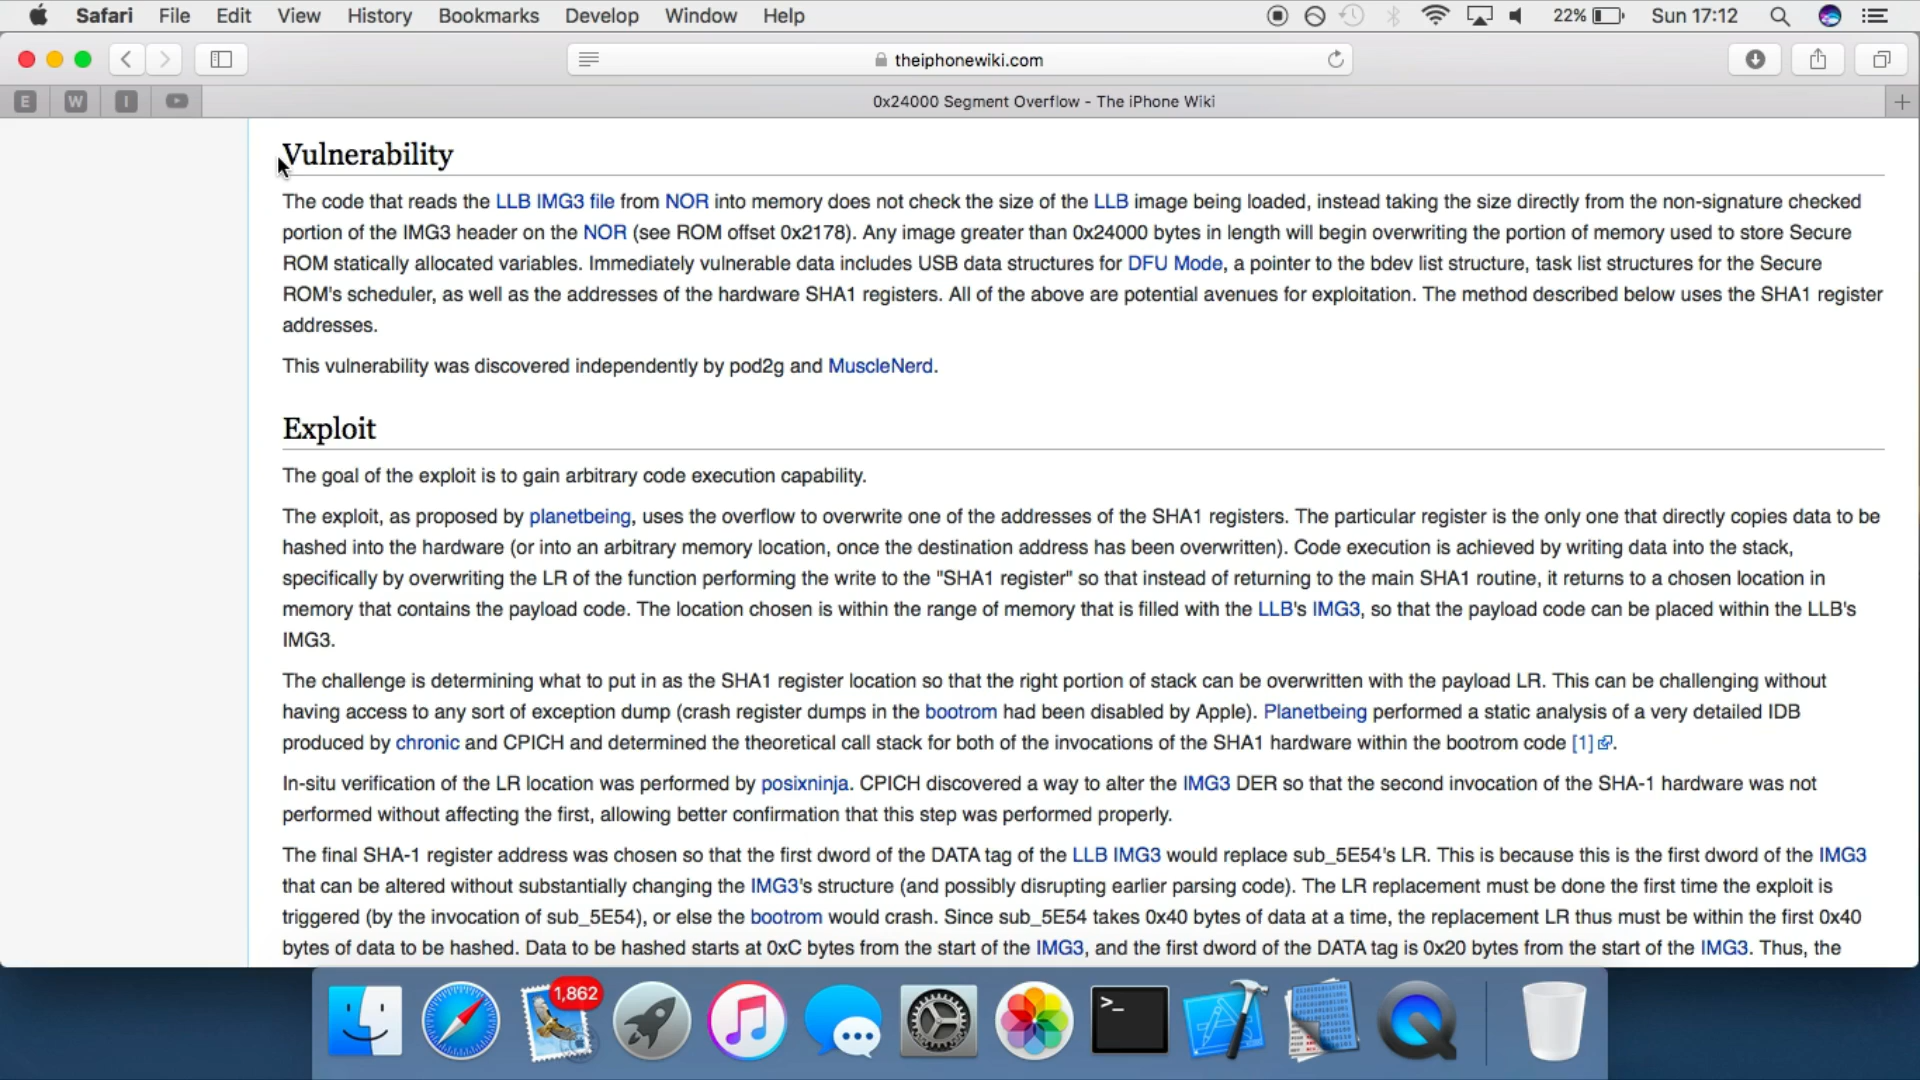 Safari File Edit View History Bookmarks Develop Window Help 22% Sun 17:12
theiphonewiki.com
E W I 0x24000 Segment Overflow - The iPhone Wiki
Vulnerability
The code that reads the LLB IMG3 file from NOR into memory does not check the size of the LLB image being loaded, instead taking the size directly from the non-signature checked
portion of the IMG3 header on the NOR (see ROM offset 0x2178). Any image greater than 0x24000 bytes in length will begin overwriting the portion of memory used to store Secure
ROM statically allocated variables. Immediately vulnerable data includes USB data structures for DFU Mode, a pointer to the bdev list structure, task list structures for the Secure
ROM's scheduler, as well as the addresses of the hardware SHA1 registers. All of the above are potential avenues for exploitation. The method described below uses the SHA1 register
addresses.
This vulnerability was discovered independently by pod2g and MuscleNerd.
Exploit
The goal of the exploit is to gain arbitrary code execution capability.
The exploit, as proposed by planetbeing, uses the overflow to overwrite one of the addresses of the SHA1 registers. The particular register is the only one that directly copies data to be
hashed into the hardware (or into an arbitrary memory location, once the destination address has been overwritten). Code execution is achieved by writing data into the stack,
specifically by overwriting the LR of the function performing the write to the "SHA1 register" so that instead of returning to the main SHA1 routine, it returns to a chosen location in
memory that contains the payload code. The location chosen is within the range of memory that is filled with the LLB's IMG3, so that the payload code can be placed within the LLB's
IMG3.
The challenge is determining what to put in as the SHA1 register location so that the right portion of stack can be overwritten with the payload LR. This can be challenging without
having access to any sort of exception dump (crash register dumps in the bootrom had been disabled by Apple). Planetbeing performed a static analysis of a very detailed IDB
produced by chronic and CPICH and determined the theoretical call stack for both of the invocations of the SHA1 hardware within the bootrom code [1].
In-situ verification of the LR location was performed by posixninja. CPICH discovered a way to alter the IMG3 DER so that the second invocation of the SHA-1 hardware was not
performed without affecting the first, allowing better confirmation that this step was performed properly.
The final SHA-1 register address was chosen so that the first dword of the DATA tag of the LLB IMG3 would replace sub_5E54's LR. This is because this is the first dword of the IMG3
that can be altered without substantially changing the IMG3's structure (and possibly disrupting earlier parsing code). The LR replacement must be done the first time the exploit is
triggered (by the invocation of sub_5E54), or else the bootrom would crash. Since sub_5E54 takes 0x40 bytes of data at a time, the replacement LR thus must be within the first 0x40
bytes of data to be hashed. Data to be hashed starts at 0xC bytes from the start of the IMG3, and the first dword of the DATA tag is 0x20 bytes from the start of the IMG3. Thus, the
1,862